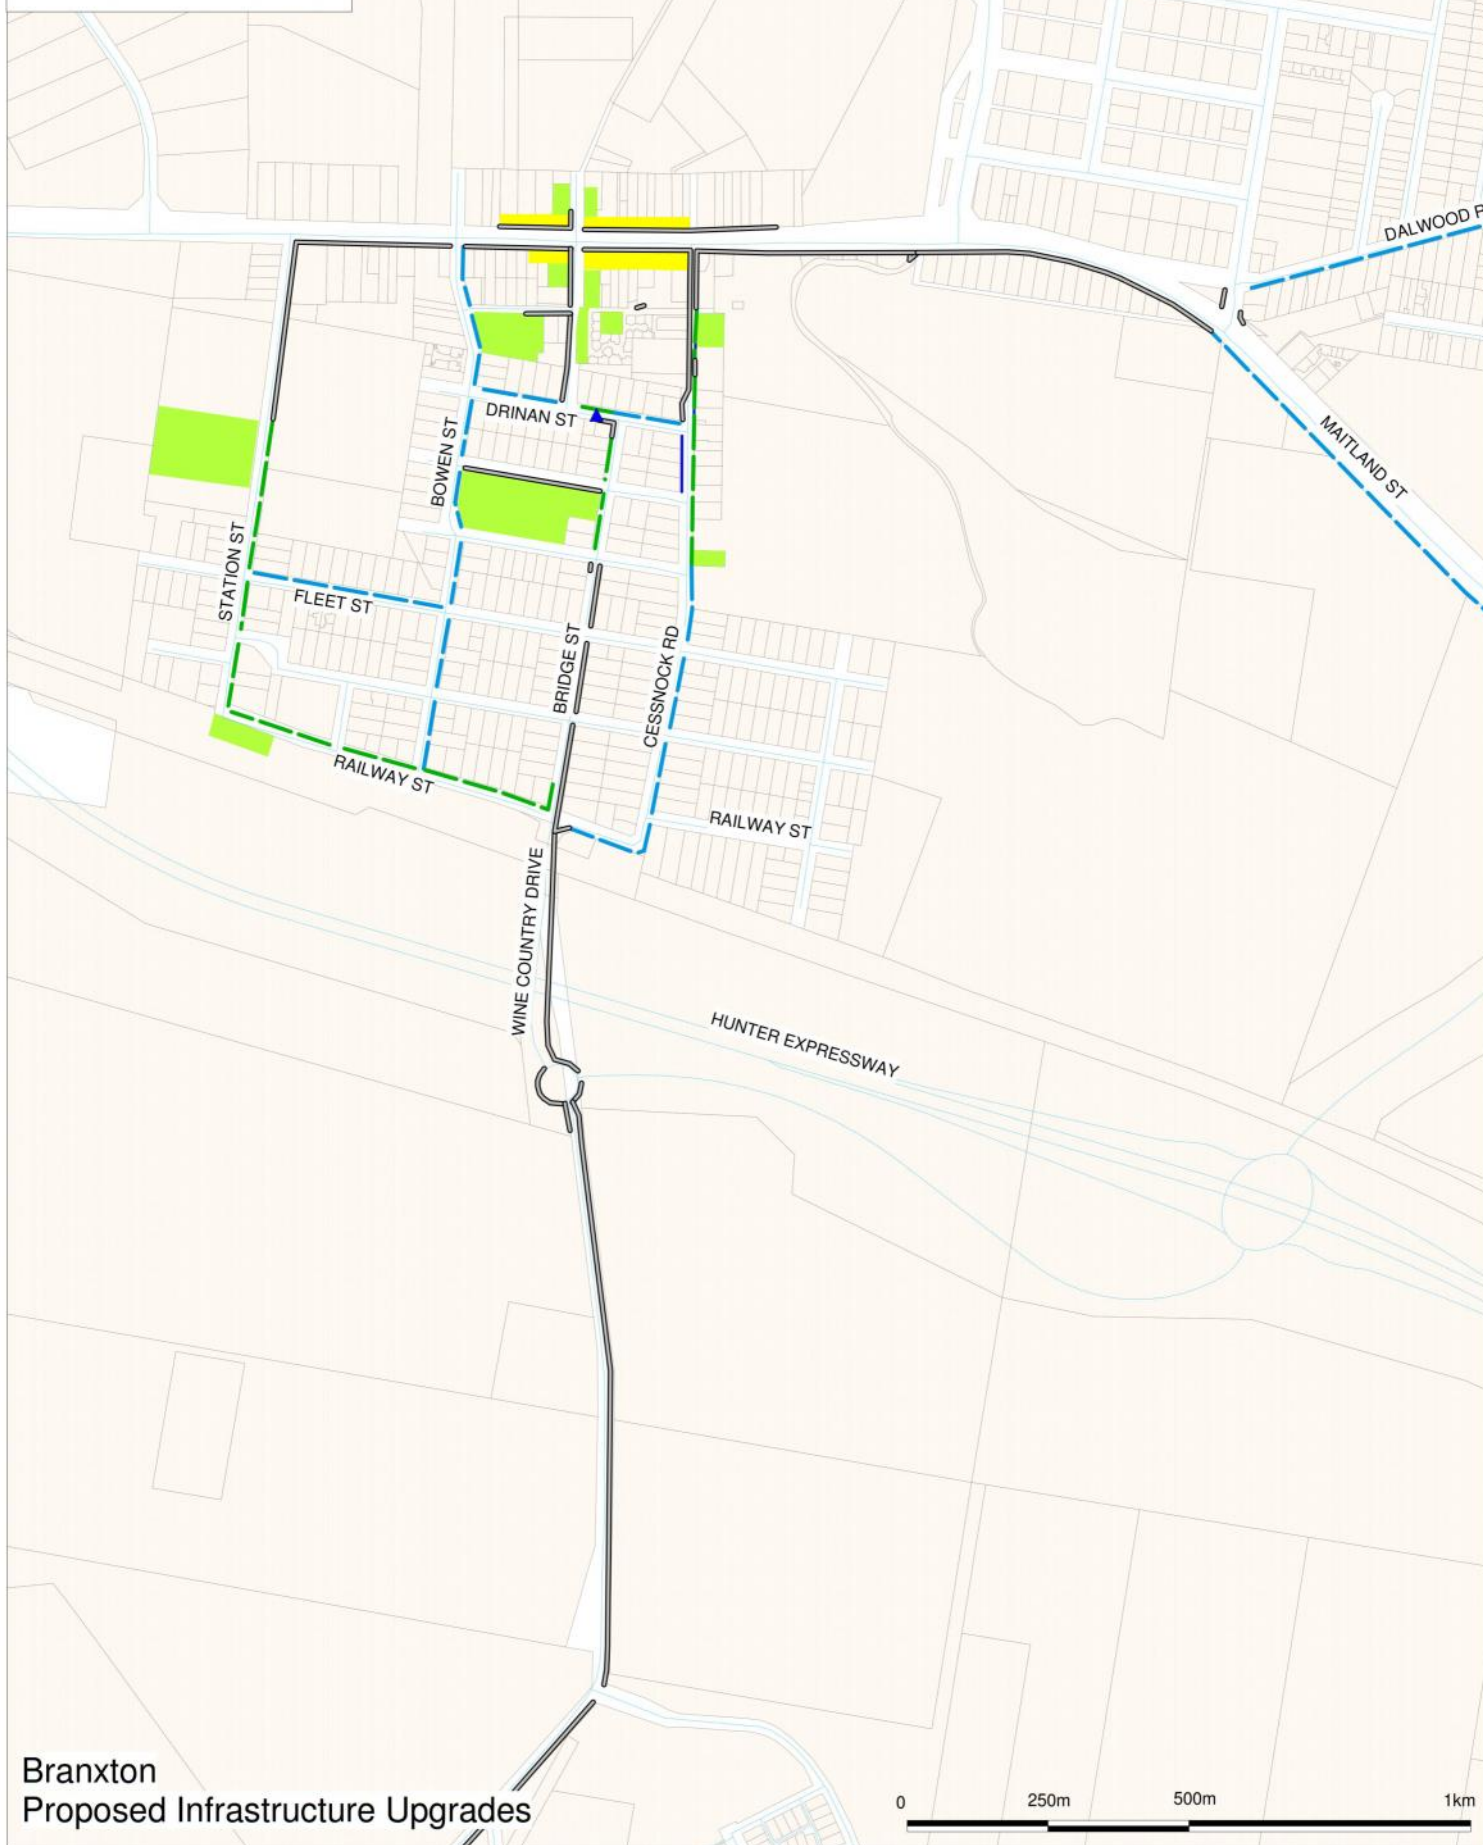 DALWOOD
MAITLAND ST
DRINAN ST
BOWEN ST
STATION ST
FLEET ST
BRIDGE ST
CESSNOCK RD
RAILWAY ST
RAILWAY ST
WINE COUNTRY DRIVE
HUNTER EXPRESSWAY
Branxton
Proposed Infrastructure Upgrades
0 250m 500m 1km